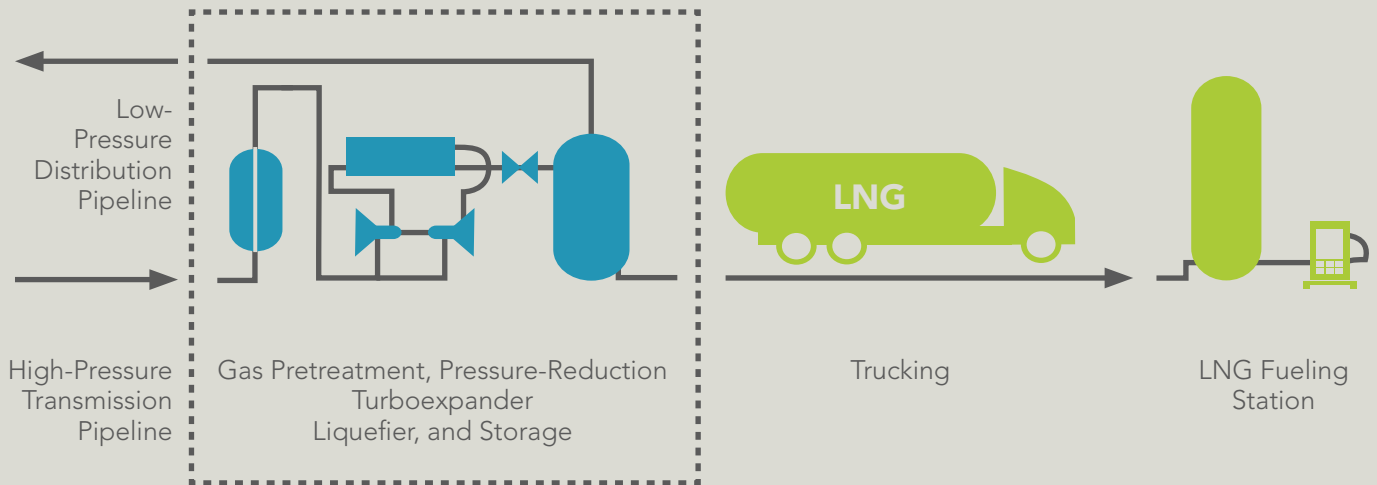 Low-
Pressure
Distribution
Pipeline
LNG
High-Pressure
Transmission
Pipeline
Gas Pretreatment, Pressure-Reduction
Turboexpander
Liquefier, and Storage
Trucking
LNG Fueling
Station